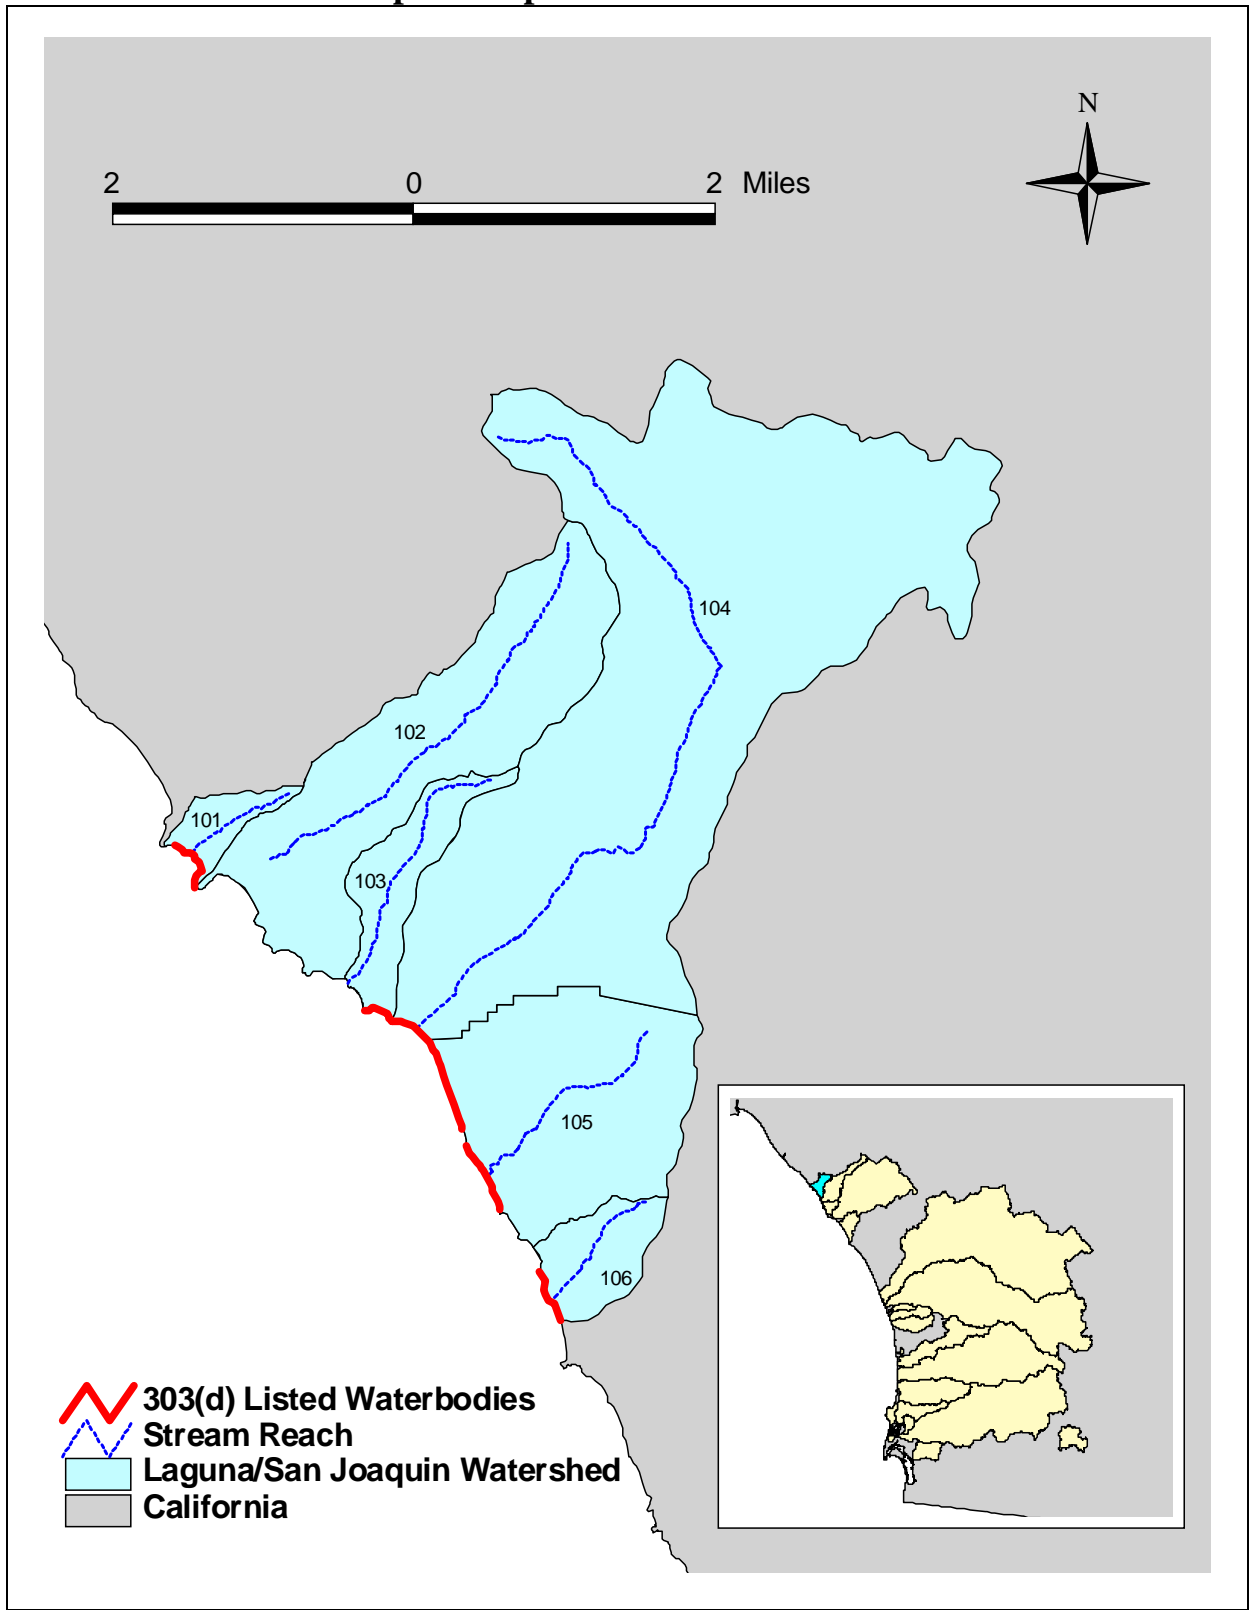 N
2 0 2 Miles
104
102
101
103
105
106
303(d) Listed Waterbodies
Stream Reach
Laguna/San Joaquin Watershed
California